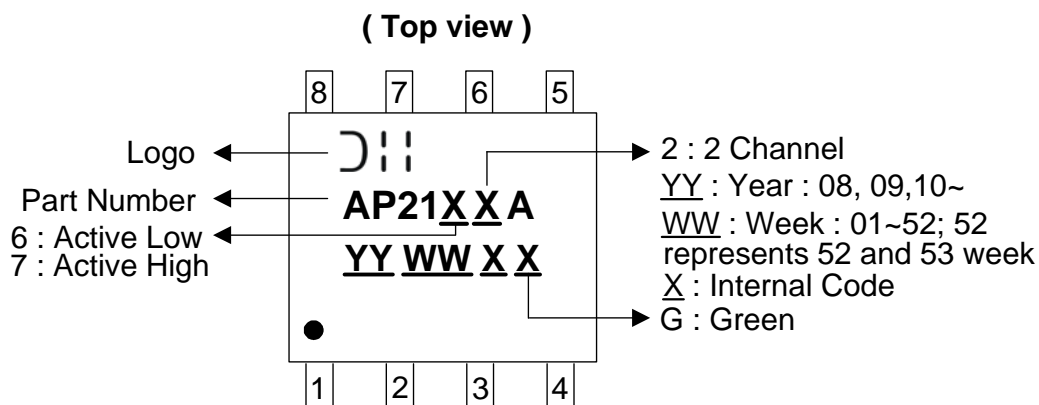 ( Top view )
8 7 6 5
Logo
Part Number
6 : Active Low
7 : Active High
AP21X X A
YY WW X X
2 : 2 Channel
YY : Year : 08, 09,10~
WW : Week : 01~52; 52
represents 52 and 53 week
X : Internal Code
G : Green
1 2 3 4